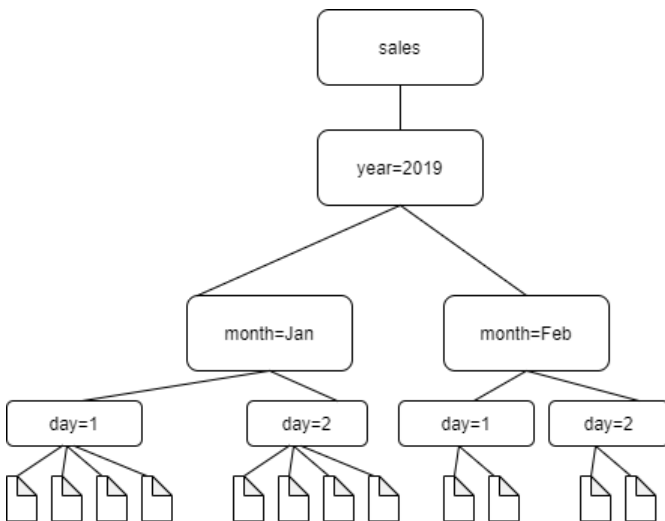 sales
year=2019
month=Jan
month=Feb
day=1
day=2
day=1
day=2